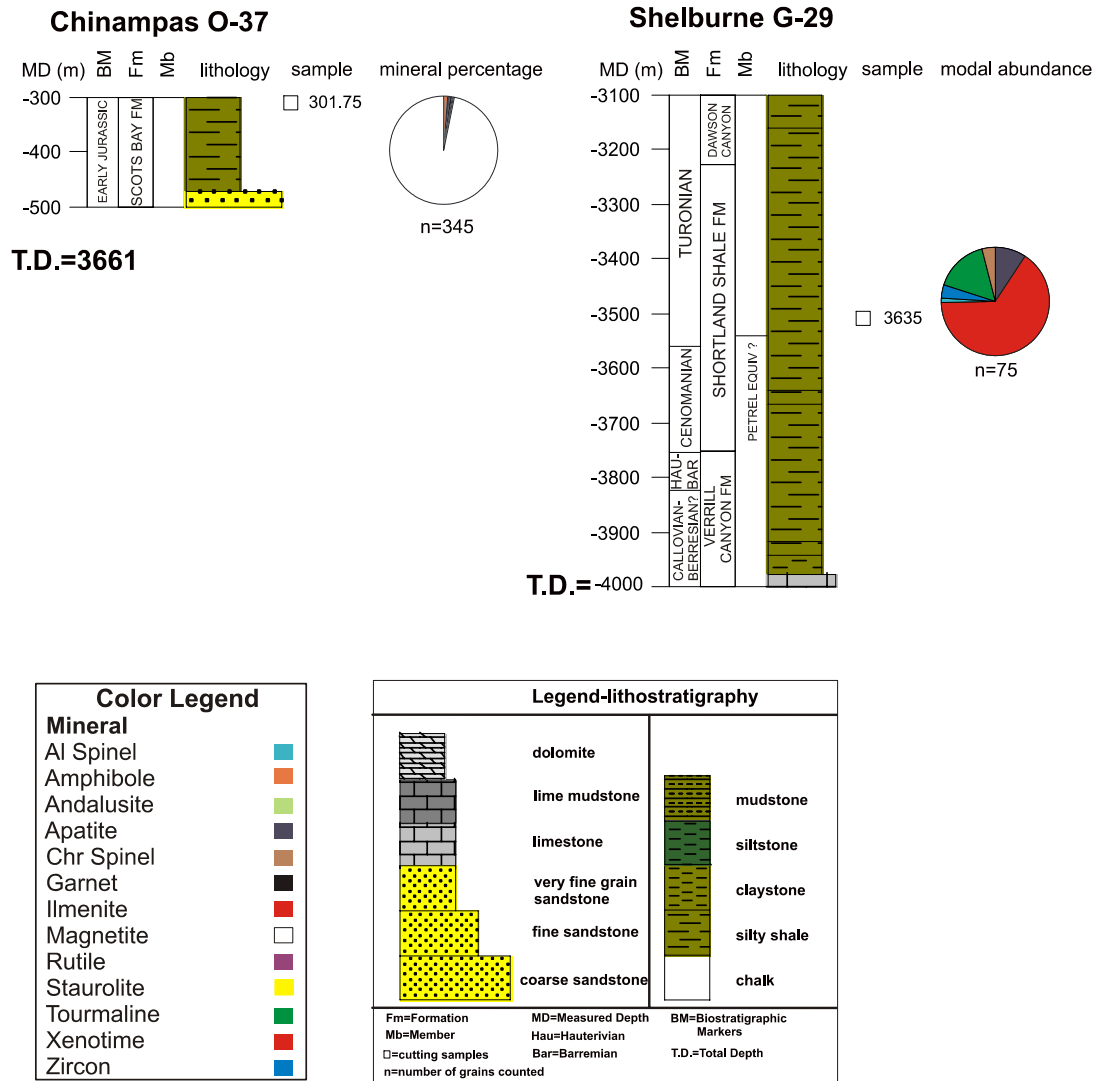 Chinampas O-37
MD (m) BM Fm Mb lithology sample mineral percentage
-300
-400
-500
EARLY JURASSIC
SCOTS BAY FM
301.75
n=345
T.D.=3661
Shelburne G-29
MD (m) BM Fm Mb lithology sample modal abundance
-3100
-3200
-3300
-3400
-3500
-3600
-3700
-3800
-3900
T.D.= -4000
TURONIAN
CENOMANIAN
HAU-
BAR
CALLOVIAN-
BERRESIAN?
DAWSON
CANYON
SHORTLAND SHALE FM
VERRILL
CANYON FM
PETREL EQUIV ?
3635
n=75
Color Legend
Mineral
Al Spinel
Amphibole
Andalusite
Apatite
Chr Spinel
Garnet
Ilmenite
Magnetite
Rutile
Staurolite
Tourmaline
Xenotime
Zircon
Legend-lithostratigraphy
dolomite
lime mudstone
limestone
very fine grain
sandstone
fine sandstone
coarse sandstone
mudstone
siltstone
claystone
silty shale
chalk
Fm=Formation
Mb=Member
□=cutting samples
n=number of grains counted
MD=Measured Depth
Hau=Hauterivian
Bar=Barremian
BM=Biostratigraphic
Markers
T.D.=Total Depth